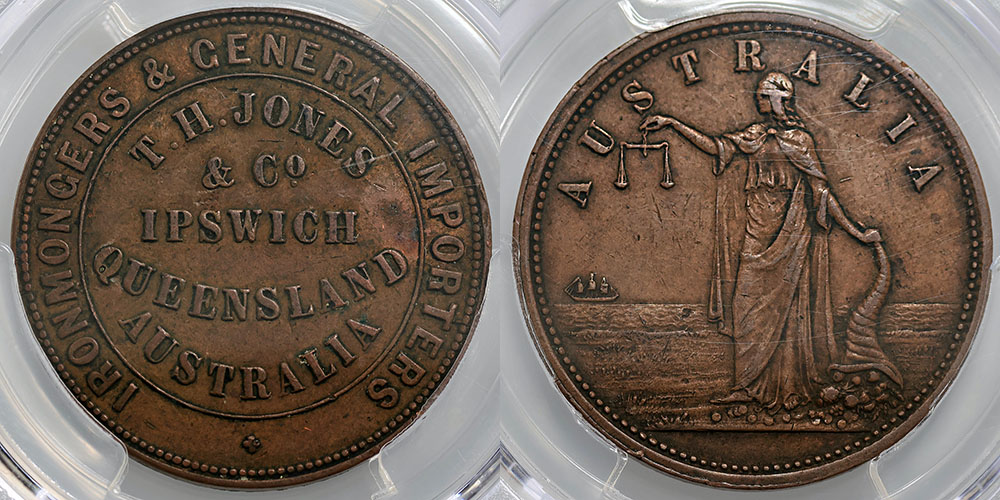 IRONMONGERS & GENERAL IMPORTERS
T. H. JONES
& Co
IPSWICH
QUEENSLAND
AUSTRALIA
AUSTRALIA